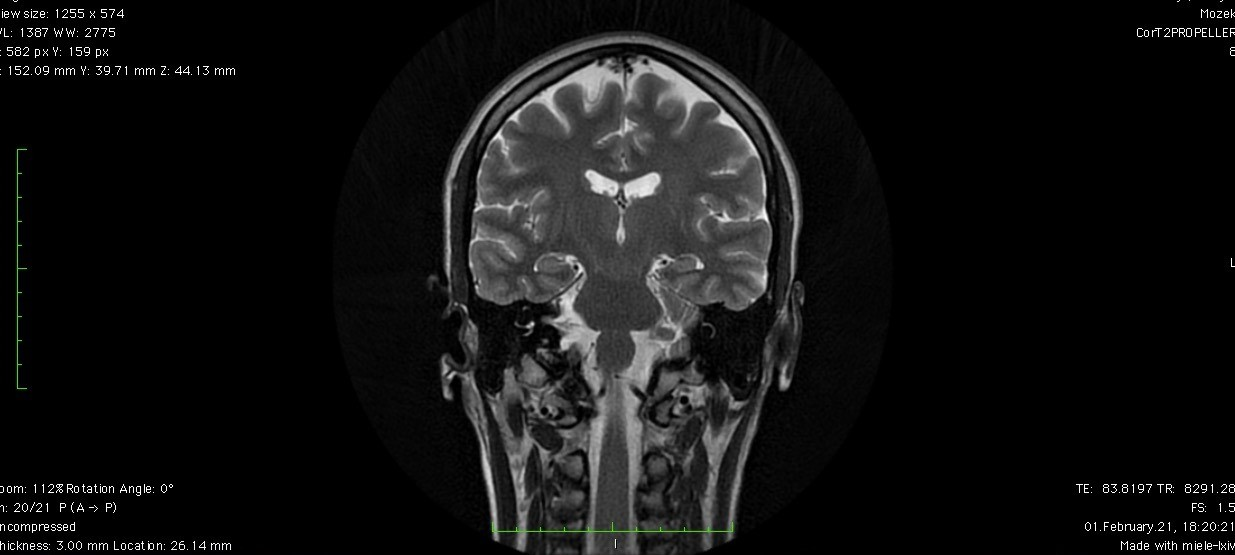 iew size: 1255 x 574
L: 1387 WW: 2775
: 582 px Y: 159 px
: 152.09 mm Y: 39.71 mm Z: 44.13 mm
Mozek
CorT2PROPELLER
8
L
oom: 112% Rotation Angle: 0°
: 20/21 P (A -> P)
ncompressed
hickness: 3.00 mm Location: 26.14 mm
I
TE: 83.8197 TR: 8291.28
FS: 1.5
01.February.21, 18:20:21
Made with miele-lxiv